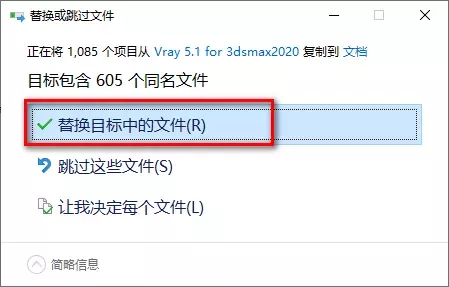 替换或跳过文件
正在将 1,085 个项目从 Vray 5.1 for 3dsmax2020 复制到 文档
目标包含 605 个同名文件
替换目标中的文件(R)
跳过这些文件(S)
让我决定每个文件(L)
简略信息